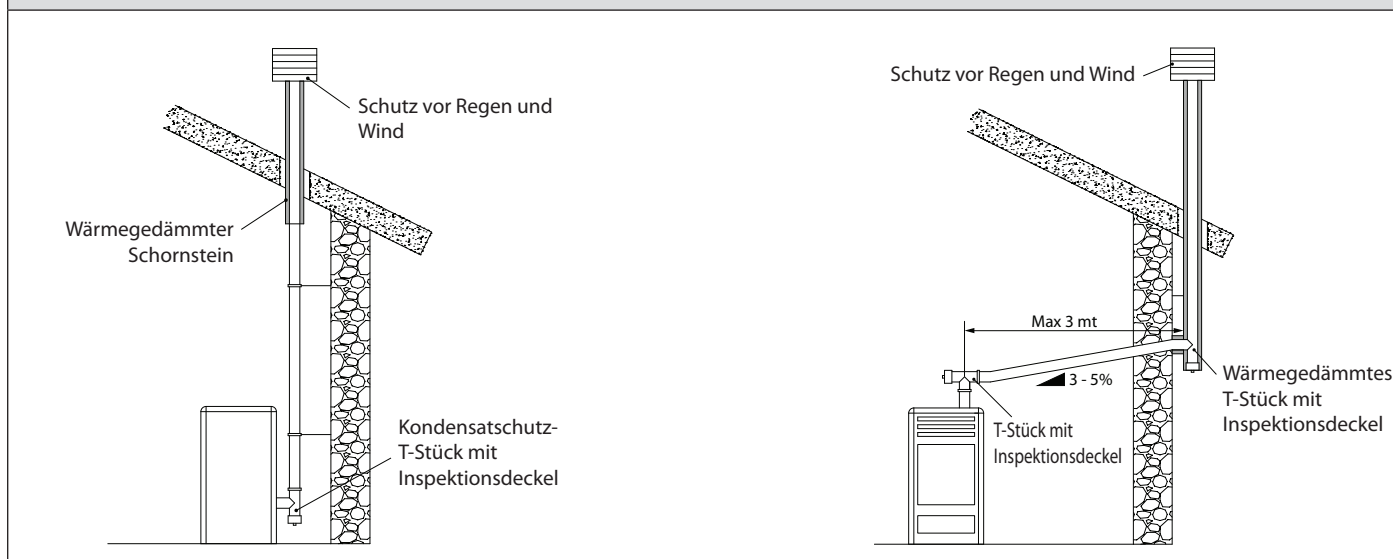 Schutz vor Regen und
Wind
Wärmegedämmter
Schornstein
Kondensatschutz-
T-Stück mit
Inspektionsdeckel
Schutz vor Regen und Wind
Max 3 mt
3 - 5%
T-Stück mit
Inspektionsdeckel
Wärmegedämmtes
T-Stück mit
Inspektionsdeckel